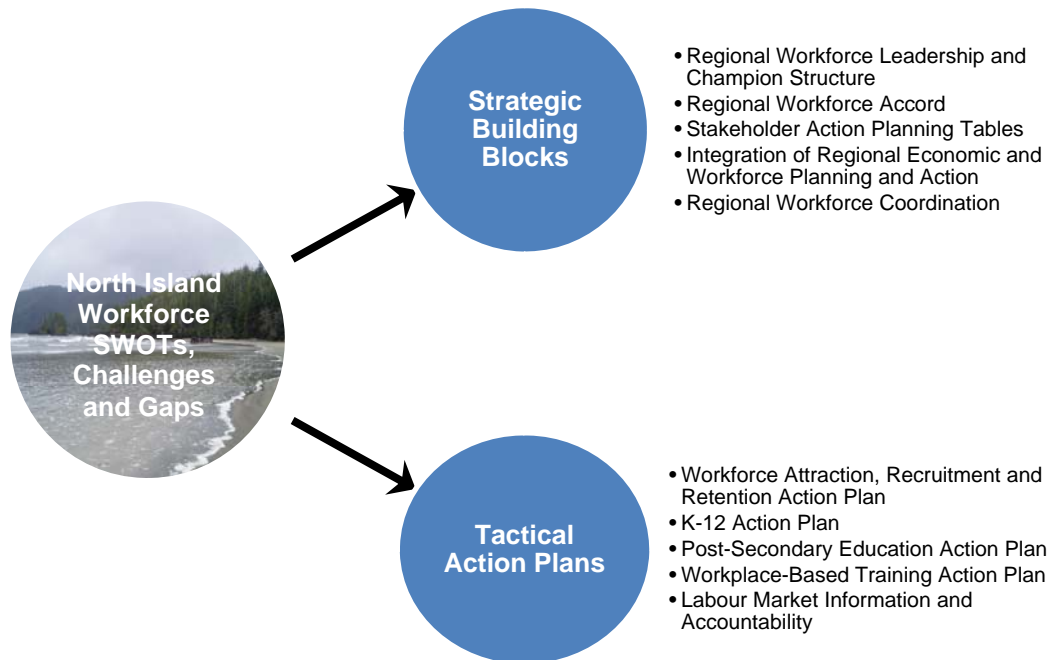 North Island
Workforce
SWOTs,
Challenges
and Gaps
Strategic
Building
Blocks
• Regional Workforce Leadership and
Champion Structure
• Regional Workforce Accord
• Stakeholder Action Planning Tables
• Integration of Regional Economic and
Workforce Planning and Action
• Regional Workforce Coordination
Tactical
Action Plans
• Workforce Attraction, Recruitment and
Retention Action Plan
• K-12 Action Plan
• Post-Secondary Education Action Plan
• Workplace-Based Training Action Plan
• Labour Market Information and
Accountability